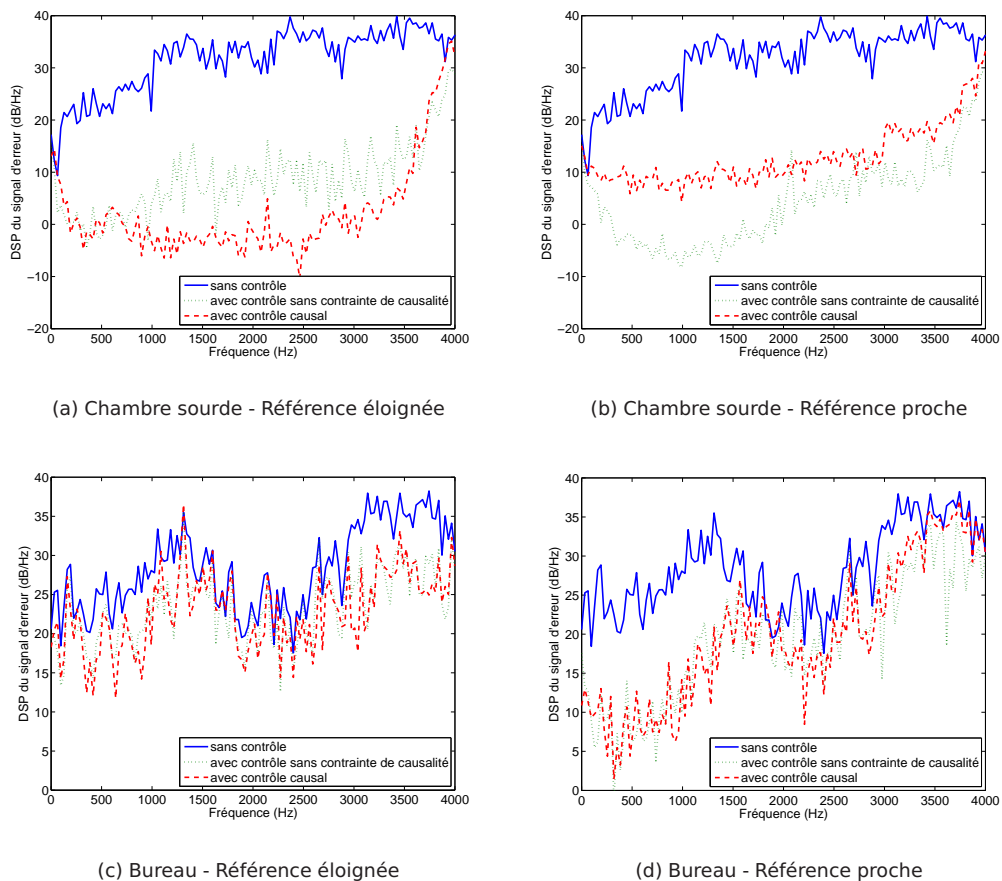 40
30
20
10
0
−10
−20
0 500 1000 1500 2000 2500 3000 3500 4000
Fréquence (Hz)
DSP du signal d'erreur (dB/Hz)
sans contrôle
avec contrôle sans contrainte de causalité
avec contrôle causal
(a) Chambre sourde - Référence éloignée
40
30
20
10
0
−10
−20
0 500 1000 1500 2000 2500 3000 3500 4000
Fréquence (Hz)
DSP du signal d'erreur (dB/Hz)
sans contrôle
avec contrôle sans contrainte de causalité
avec contrôle causal
(b) Chambre sourde - Référence proche
40
35
30
25
20
15
10
5
0
0 500 1000 1500 2000 2500 3000 3500 4000
Fréquence (Hz)
DSP du signal d'erreur (dB/Hz)
sans contrôle
avec contrôle sans contrainte de causalité
avec contrôle causal
(c) Bureau - Référence éloignée
40
35
30
25
20
15
10
5
0
0 500 1000 1500 2000 2500 3000 3500 4000
Fréquence (Hz)
DSP du signal d'erreur (dB/Hz)
sans contrôle
avec contrôle sans contrainte de causalité
avec contrôle causal
(d) Bureau - Référence proche